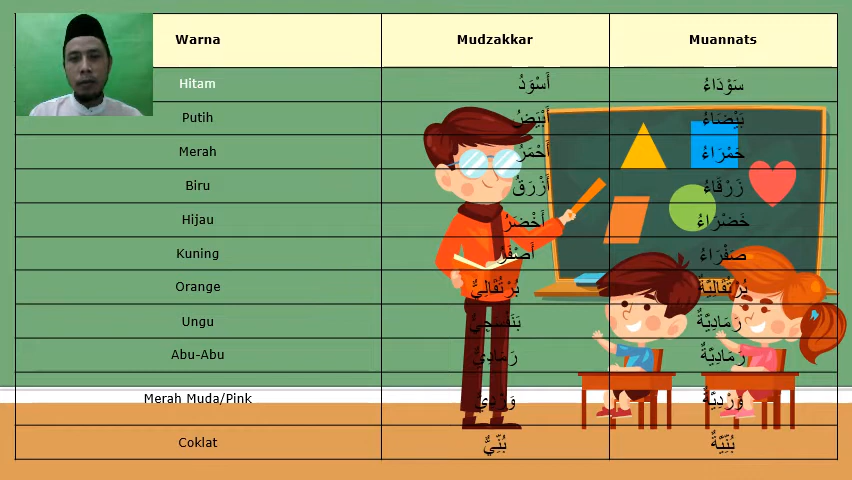 Warna Mudzakkar Muannats
Hitam أَسْوَدُ سَوْدَاءُ
Putih أَبْيَضُ بَيْضَاءُ
Merah أَحْمَرُ حَمْرَاءُ
Biru أَزْرَقُ زَرْقَاءُ
Hijau أَخْضَرُ خَضْرَاءُ
Kuning أَصْفَرُ صَفْرَاءُ
Orange بُرْتُقَالِيٌّ بُرْتُقَالِيَّةٌ
Ungu بَنَفْسَجِيٌّ رَمَادِيَّةٌ
Abu-Abu رَمَادِيٌّ رَمَادِيَّةٌ
Merah Muda/Pink وَرْدِيٌّ وَرْدِيَّةٌ
Coklat بُنِّيٌّ بُنِّيَّةٌ